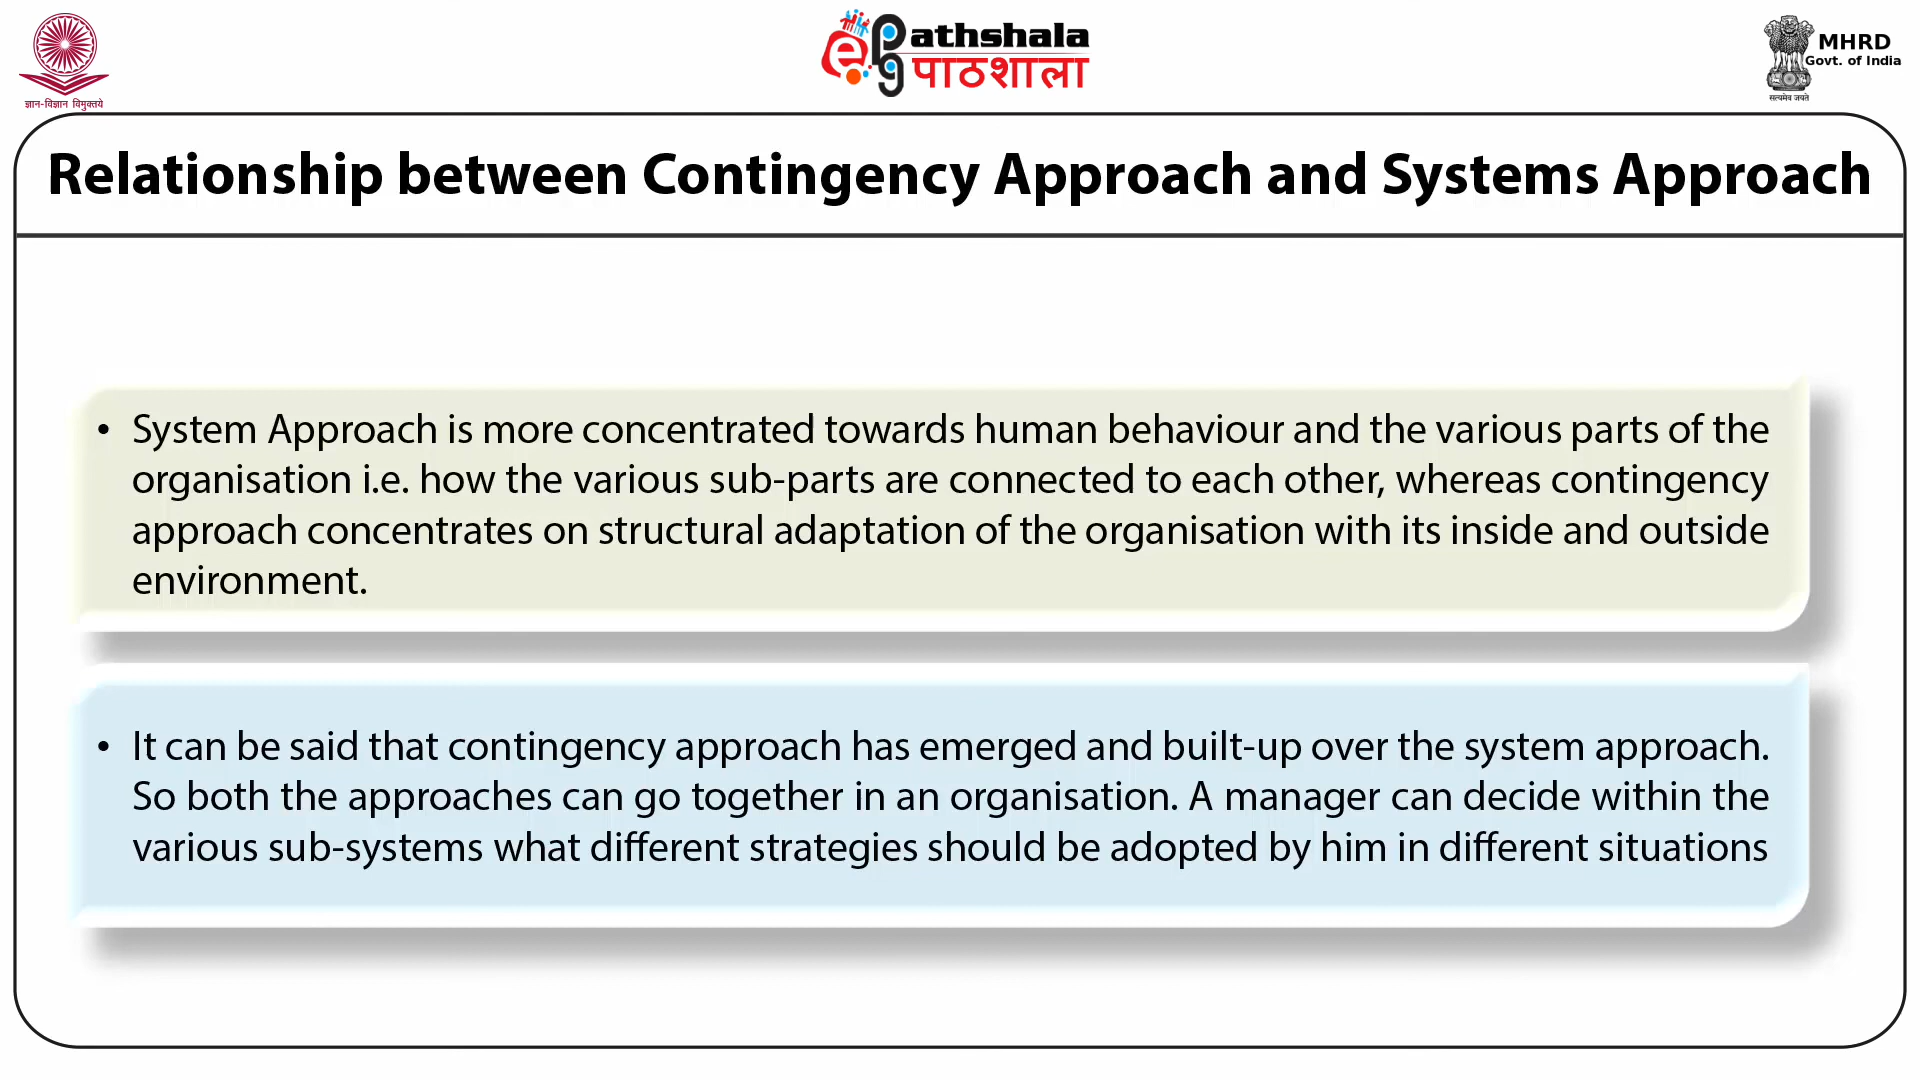 ज्ञान-विज्ञान विमुक्तये
ePGathshala
पाठशाला
MHRD
Govt. of India
सत्यमेव जयते
Relationship between Contingency Approach and Systems Approach
• System Approach is more concentrated towards human behaviour and the various parts of the
organisation i.e. how the various sub-parts are connected to each other, whereas contingency
approach concentrates on structural adaptation of the organisation with its inside and outside
environment.
• It can be said that contingency approach has emerged and built-up over the system approach.
So both the approaches can go together in an organisation. A manager can decide within the
various sub-systems what different strategies should be adopted by him in different situations